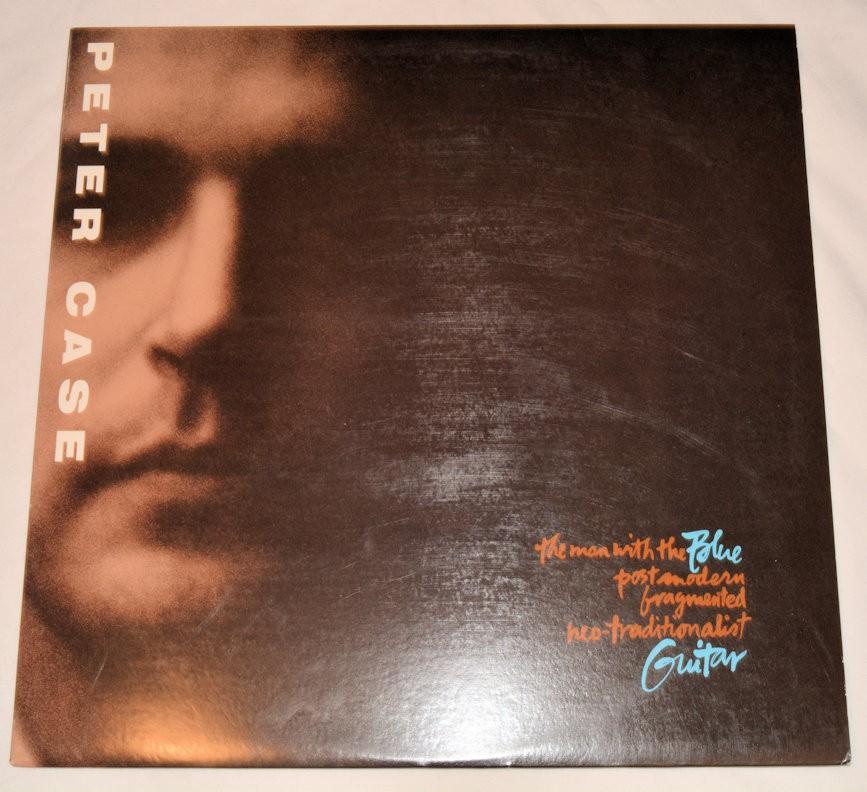 PETER CASE
the man with the Blue
post modern
fragmented
neo-traditionalist
Guitar